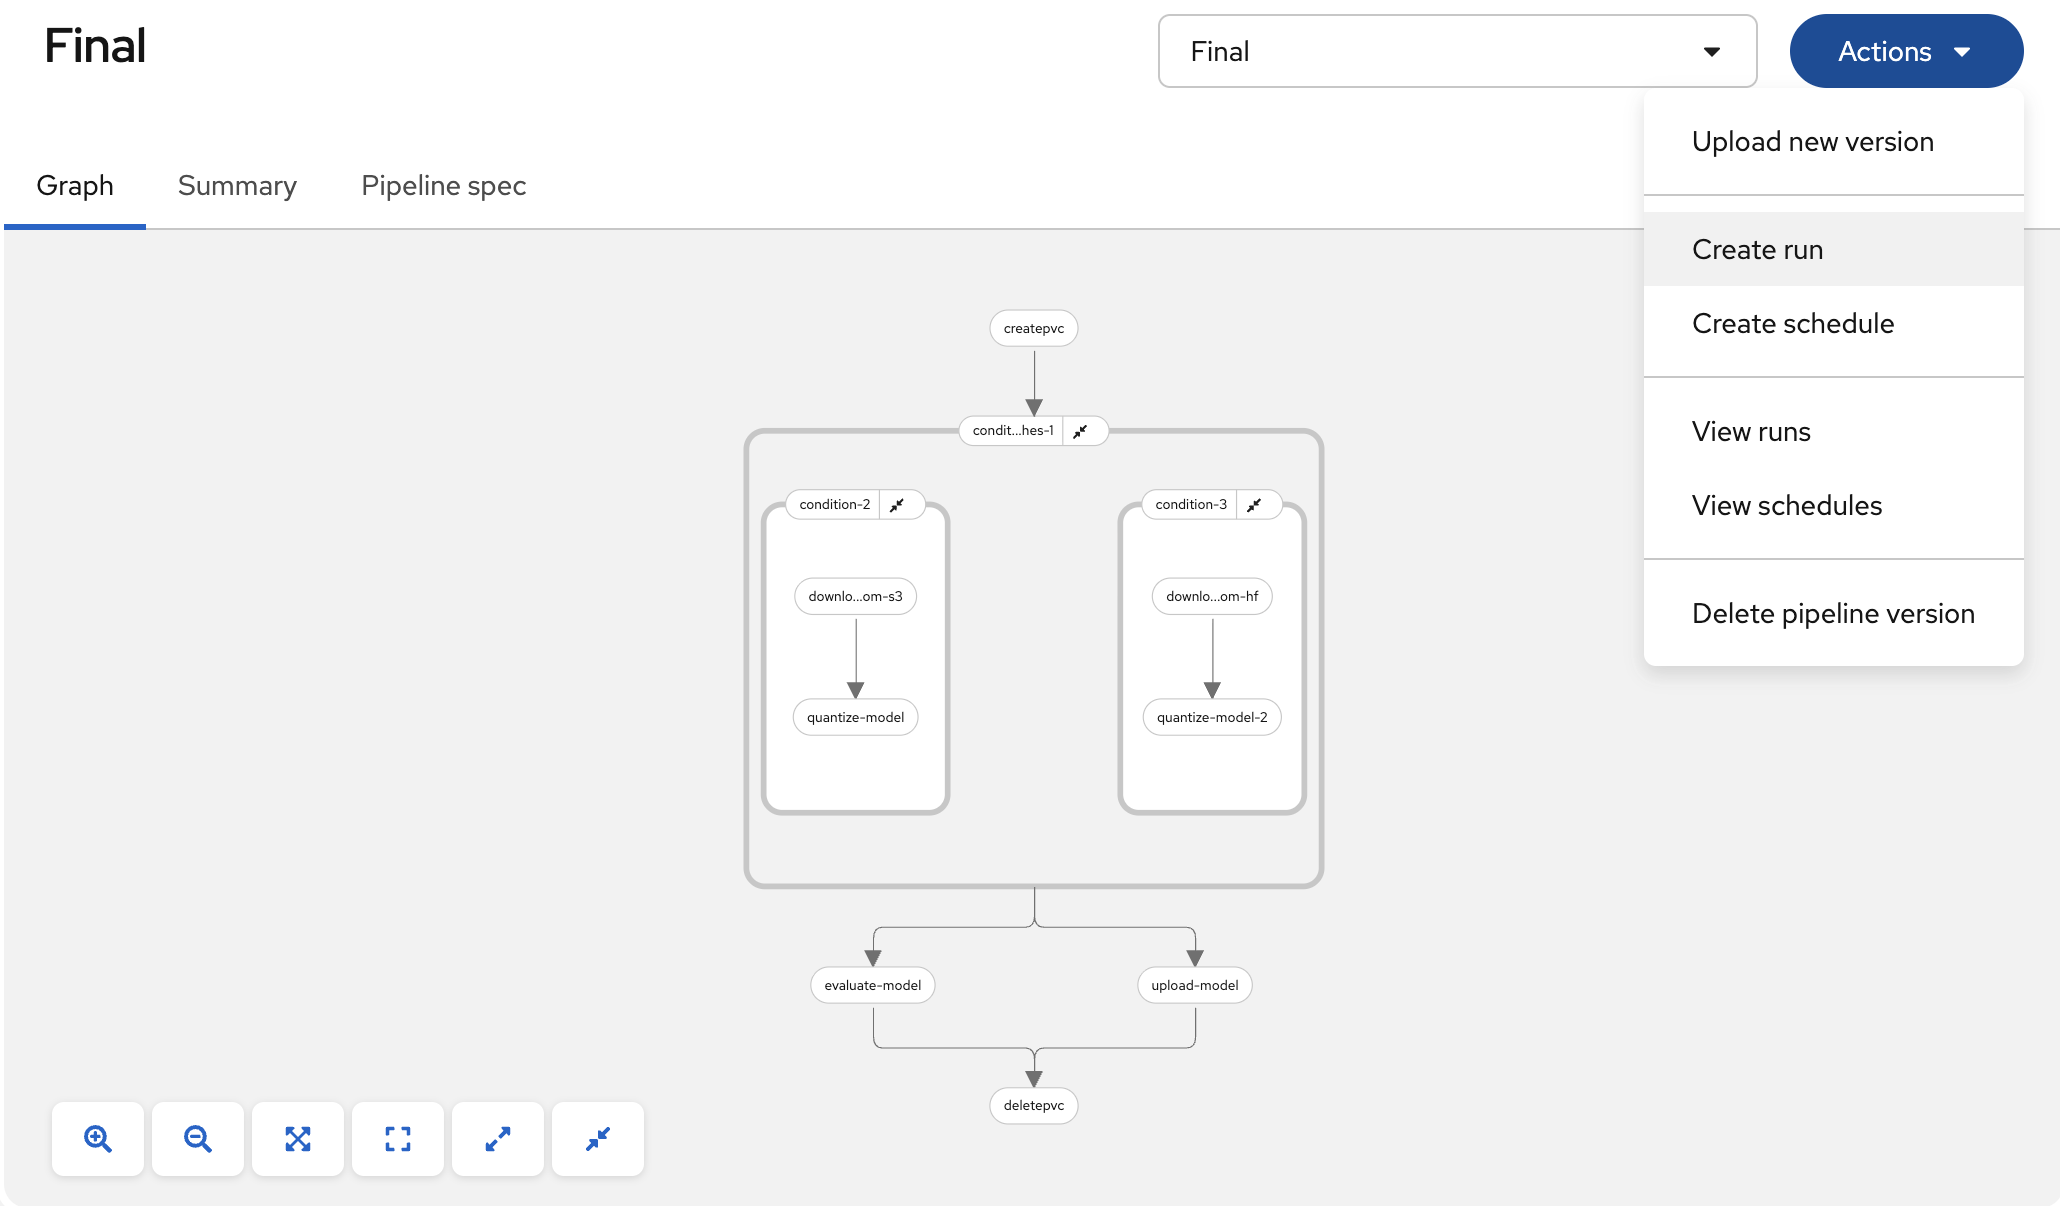 Final
Final
Actions
Upload new version
Create run
Create schedule
View runs
View schedules
Delete pipeline version
Graph
Summary
Pipeline spec
createpvc
condit...hes-1
condition-2
condition-3
downlo...om-s3
downlo...om-hf
quantize-model
quantize-model-2
evaluate-model
upload-model
deletepvc